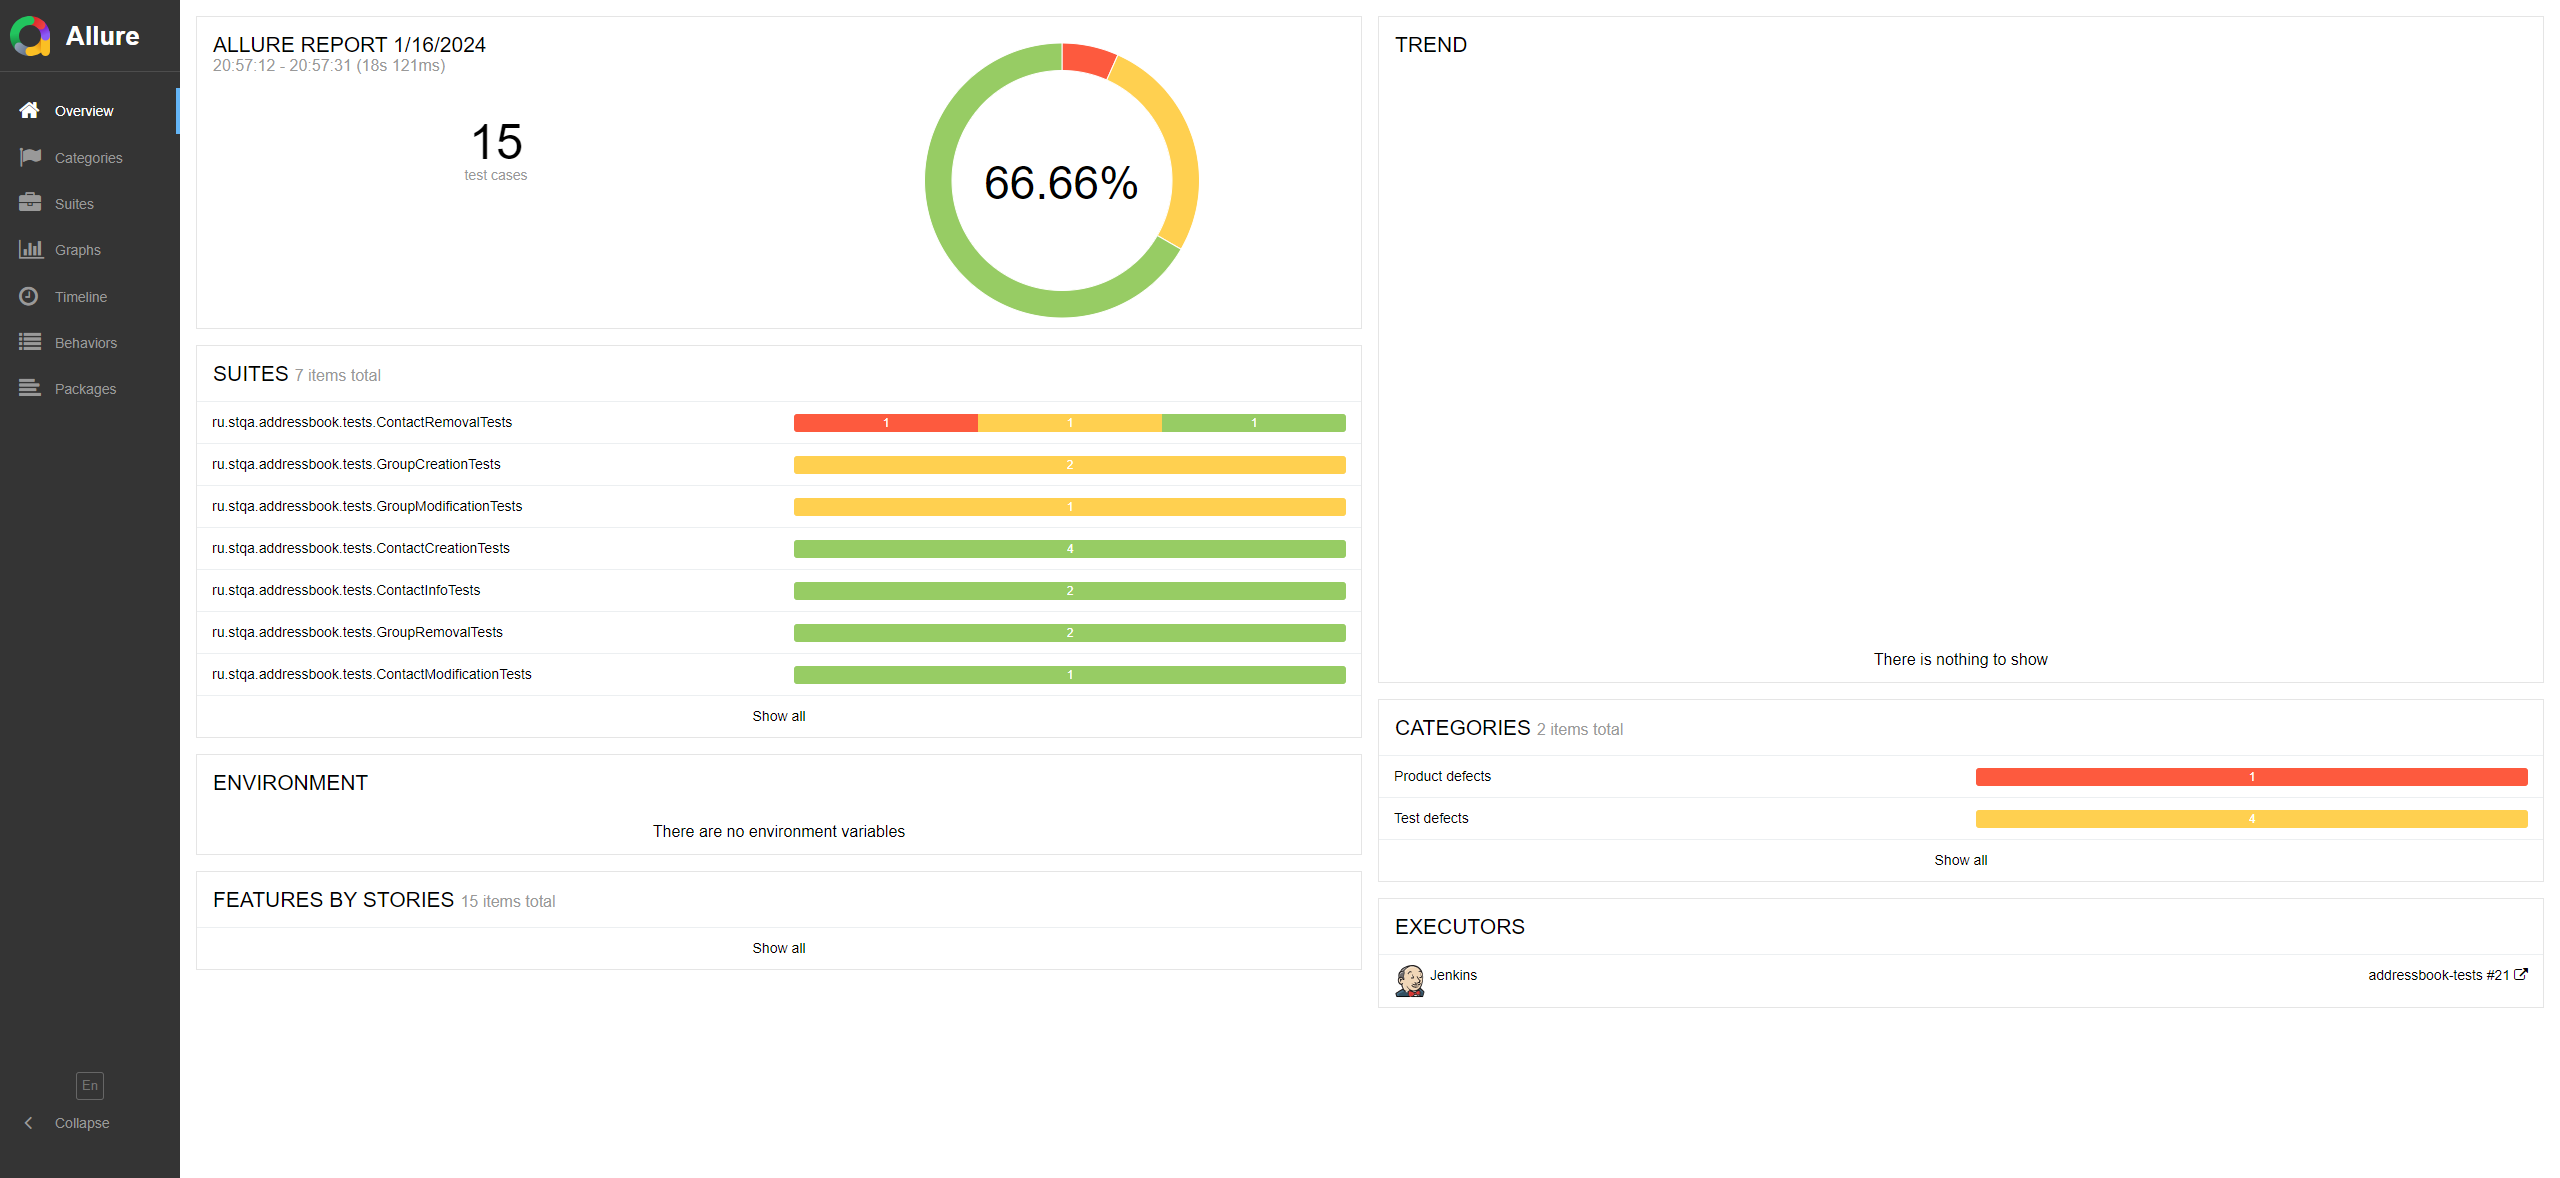 Allure
Overview
Categories
Suites
Graphs
Timeline
Behaviors
Packages
En
Collapse
ALLURE REPORT 1/16/2024
20:57:12 - 20:57:31 (18s 121ms)
15
test cases
66.66%
SUITES 7 items total
ru.stqa.addressbook.tests.ContactRemovalTests 1 1 1
ru.stqa.addressbook.tests.GroupCreationTests 2
ru.stqa.addressbook.tests.GroupModificationTests 1
ru.stqa.addressbook.tests.ContactCreationTests 4
ru.stqa.addressbook.tests.ContactInfoTests 2
ru.stqa.addressbook.tests.GroupRemovalTests 2
ru.stqa.addressbook.tests.ContactModificationTests 1
Show all
ENVIRONMENT
There are no environment variables
FEATURES BY STORIES 15 items total
Show all
TREND
There is nothing to show
CATEGORIES 2 items total
Product defects 1
Test defects 4
Show all
EXECUTORS
Jenkins addressbook-tests #21